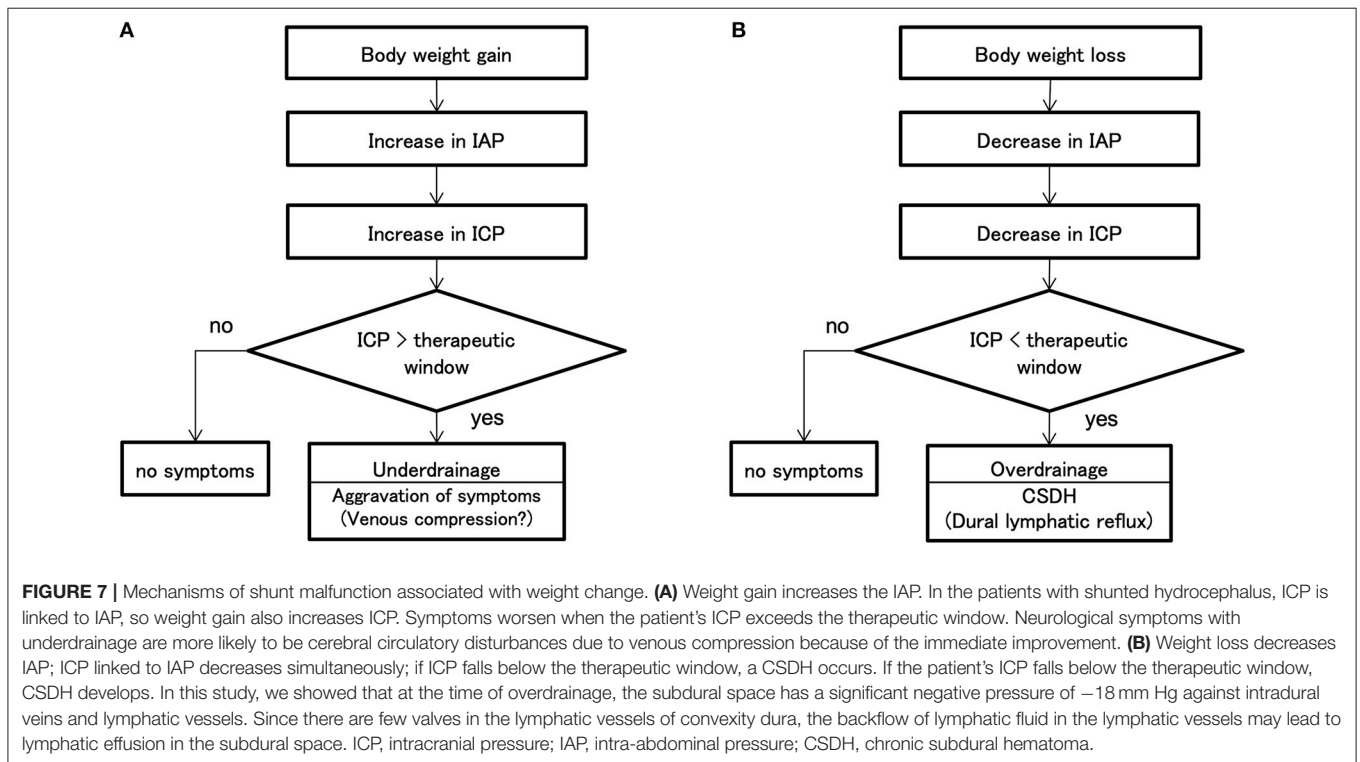 A
Body weight gain
Increase in IAP
Increase in ICP
ICP > therapeutic
window
no
yes
no symptoms
Underdrainage
Aggravation of symptoms
(Venous compression?)
B
Body weight loss
Decrease in IAP
Decrease in ICP
ICP < therapeutic
window
no
yes
no symptoms
Overdrainage
CSDH
(Dural lymphatic reflux)
FIGURE 7 | Mechanisms of shunt malfunction associated with weight change. (A) Weight gain increases the IAP. In the patients with shunted hydrocephalus, ICP is
linked to IAP, so weight gain also increases ICP. Symptoms worsen when the patient's ICP exceeds the therapeutic window. Neurological symptoms with
underdrainage are more likely to be cerebral circulatory disturbances due to venous compression because of the immediate improvement. (B) Weight loss decreases
IAP; ICP linked to IAP decreases simultaneously; if ICP falls below the therapeutic window, a CSDH occurs. If the patient's ICP falls below the therapeutic window,
CSDH develops. In this study, we showed that at the time of overdrainage, the subdural space has a significant negative pressure of −18 mm Hg against intradural
veins and lymphatic vessels. Since there are few valves in the lymphatic vessels of convexity dura, the backflow of lymphatic fluid in the lymphatic vessels may lead to
lymphatic effusion in the subdural space. ICP, intracranial pressure; IAP, intra-abdominal pressure; CSDH, chronic subdural hematoma.